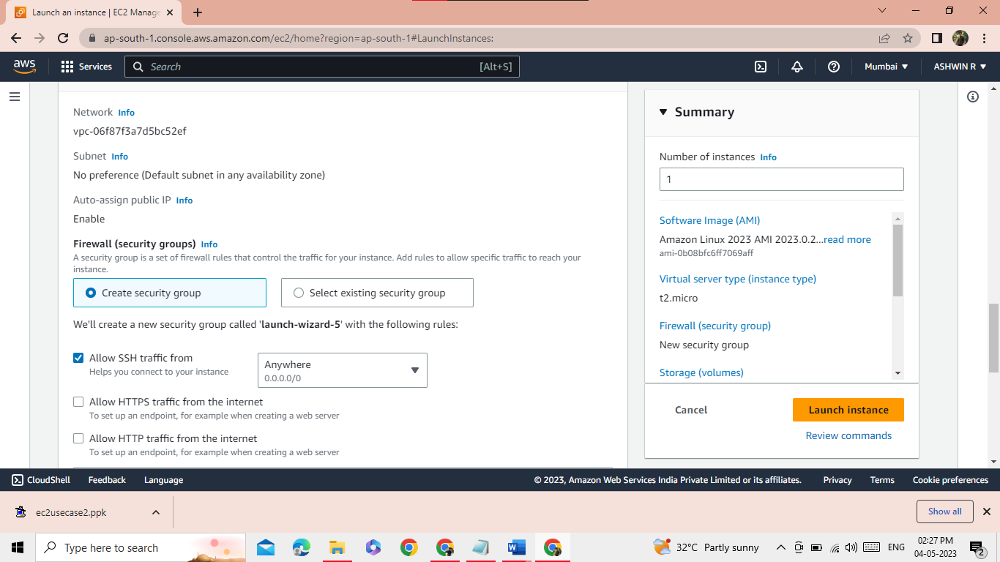 Launch an instance | EC2 Manage
ap-south-1.console.aws.amazon.com/ec2/home?region=ap-south-1#LaunchInstances:
aws
Services
Search
[Alt+S]
Mumbai
ASHWIN R
Network Info
vpc-06f87f3a7d5bc52ef
Subnet Info
No preference (Default subnet in any availability zone)
Auto-assign public IP Info
Enable
Firewall (security groups) Info
A security group is a set of firewall rules that control the traffic for your instance. Add rules to allow specific traffic to reach your
instance.
Create security group
Select existing security group
We'll create a new security group called 'launch-wizard-5' with the following rules:
Allow SSH traffic from
Helps you connect to your instance
Anywhere
0.0.0.0/0
Allow HTTPS traffic from the internet
To set up an endpoint, for example when creating a web server
Allow HTTP traffic from the internet
To set up an endpoint, for example when creating a web server
Summary
Number of instances Info
1
Software Image (AMI)
Amazon Linux 2023 AMI 2023.0.2...read more
ami-0b08bfc6ff7069aff
Virtual server type (instance type)
t2.micro
Firewall (security group)
New security group
Storage (volumes)
Cancel
Launch instance
Review commands
CloudShell
Feedback
Language
© 2023, Amazon Web Services India Private Limited or its affiliates.
Privacy
Terms
Cookie preferences
ec2usecase2.ppk
Show all
Type here to search
32°C Partly sunny
ENG
02:27 PM
04-05-2023
2